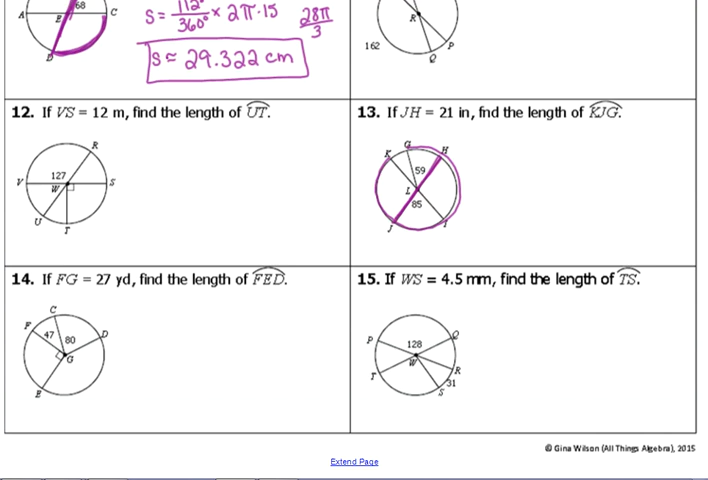 A
E
68
C
D
S = 112° / 360° × 2π·15
28π / 3
S ≈ 29.322 cm
R
162
P
Q
12. If VS = 12 m, find the length of UT.
R
127
V
W
S
U
T
13. If JH = 21 in, fnd the length of KJG.
G
K
H
59
L
85
J
I
14. If FG = 27 yd, find the length of FED.
C
F
47
80
D
G
E
15. If WS = 4.5 mm, find the length of TS.
P
128
Q
W
T
R
31
S
© Gina Wilson (All Things Algebra), 2015
Extend Page